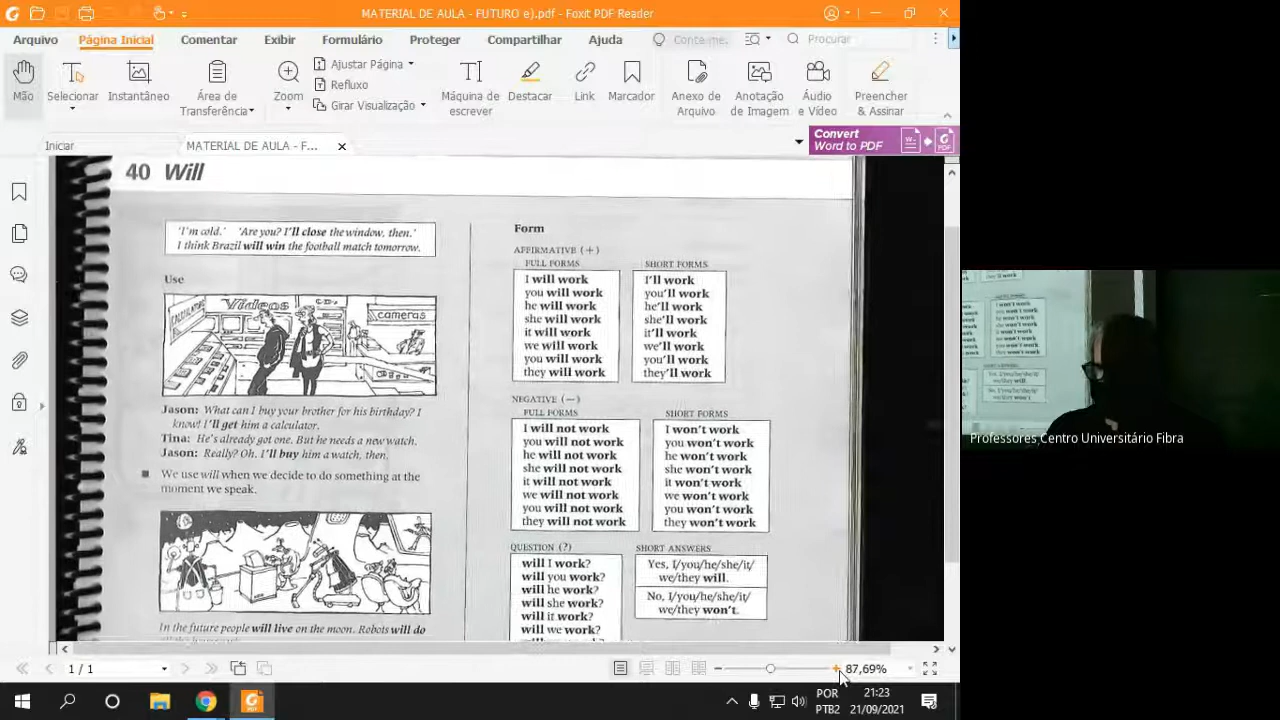 MATERIAL DE AULA - FUTURO e).pdf - Foxit PDF Reader
Arquivo Página Inicial Comentar Exibir Formulário Proteger Compartilhar Ajuda Conte-me. Procurar
Mão
Selecionar
Instantâneo
Área de
Transferência
Zoom
Ajustar Página
Refluxo
Girar Visualização
Máquina de
escrever
Destacar
Link
Marcador
Anexo de
Arquivo
Anotação
de Imagem
Áudio
e Vídeo
Preencher
& Assinar
Iniciar
MATERIAL DE AULA - F...
Convert
Word to PDF
40 Will
'I'm cold.' 'Are you? I'll close the window, then.'
I think Brazil will win the football match tomorrow.
Use
Videos CDs cameras
Jason: What can I buy your brother for his birthday? I
know! I'll get him a calculator.
Tina: He's already got one. But he needs a new watch.
Jason: Really? Oh. I'll buy him a watch, then.
We use will when we decide to do something at the
moment we speak.
In the future people will live on the moon. Robots will do
Form
AFFIRMATIVE (+)
FULL FORMS
I will work
you will work
he will work
she will work
it will work
we will work
you will work
they will work
SHORT FORMS
I'll work
you'll work
he'll work
she'll work
it'll work
we'll work
you'll work
they'll work
NEGATIVE (−)
FULL FORMS
I will not work
you will not work
he will not work
she will not work
it will not work
we will not work
you will not work
they will not work
SHORT FORMS
I won't work
you won't work
he won't work
she won't work
it won't work
we won't work
you won't work
they won't work
QUESTION (?)
will I work?
will you work?
will he work?
will she work?
will it work?
will we work?
SHORT ANSWERS
Yes, I/you/he/she/it/
we/they will.
No, I/you/he/she/it/
we/they won't.
Professores,Centro Universitário Fibra
1 / 1
87,69%
POR
PTB2
21:23
21/09/2021